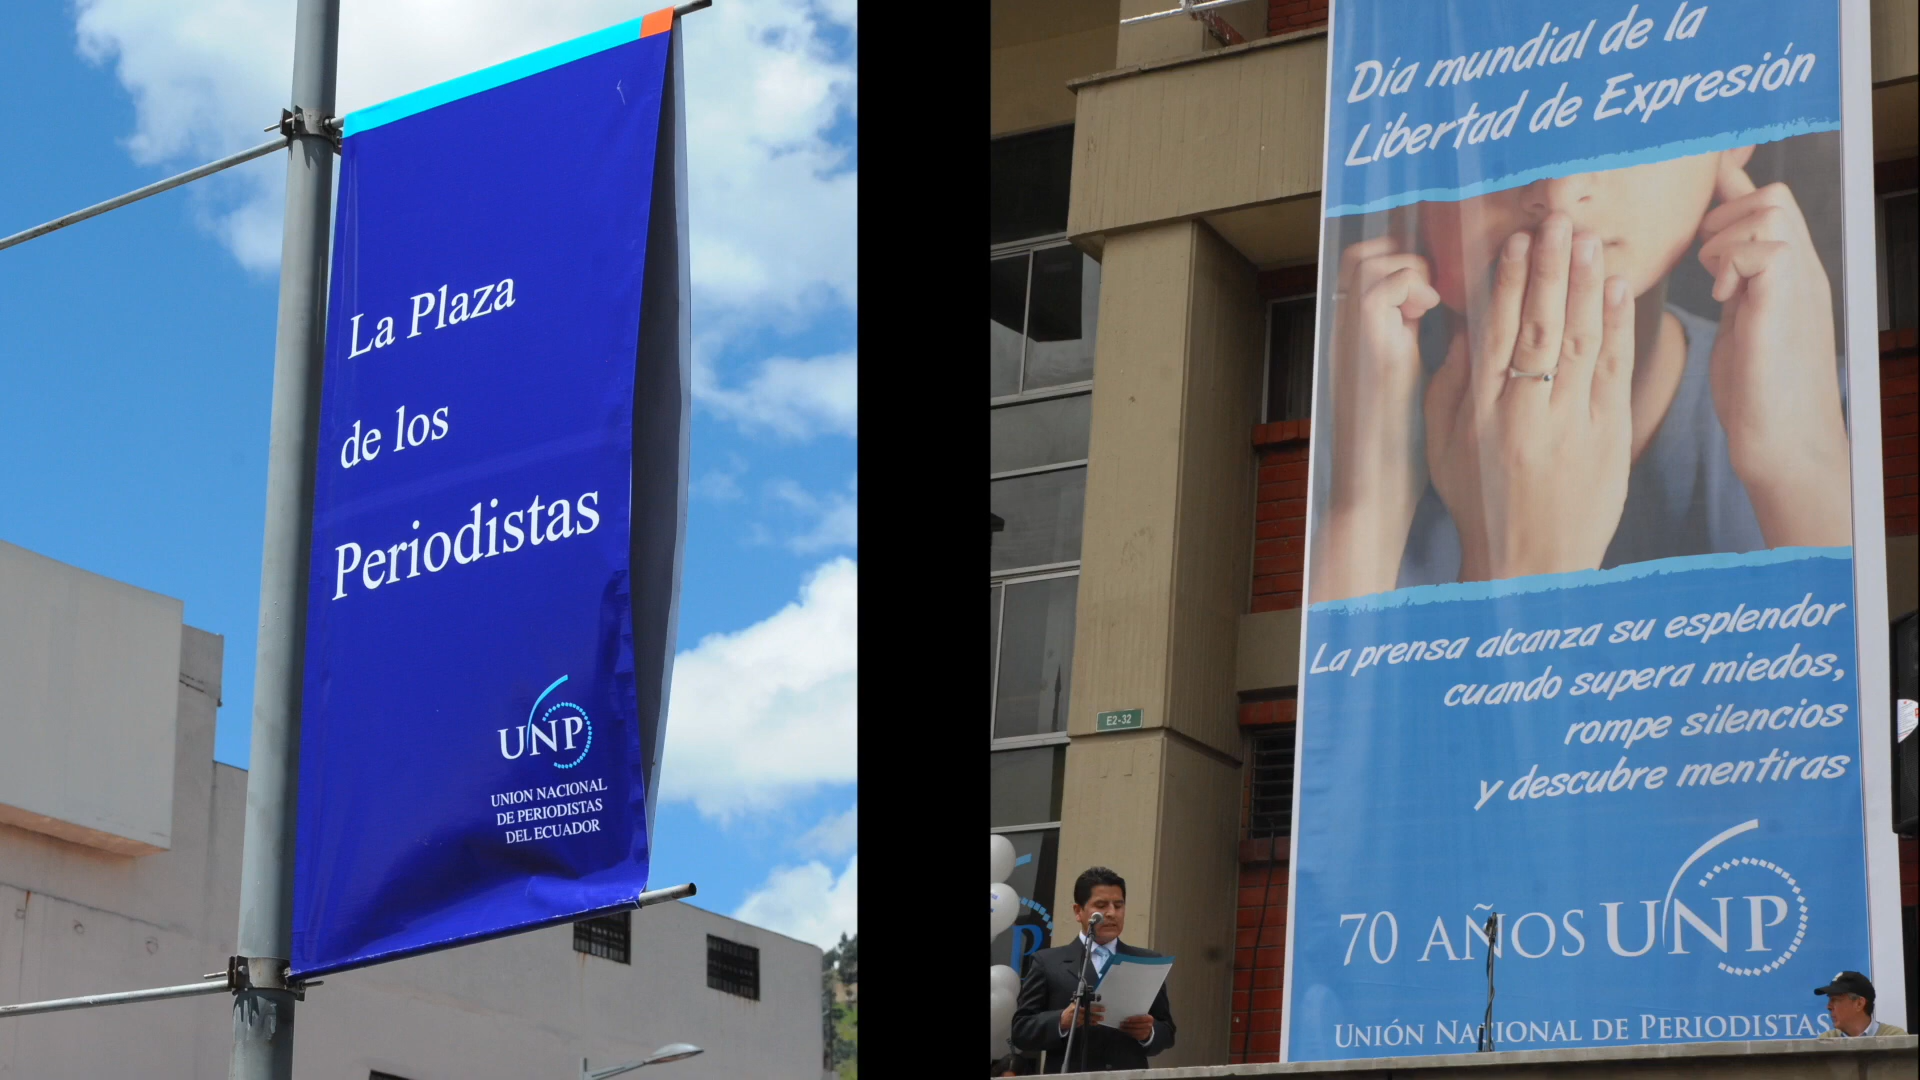 La Plaza
de los
Periodistas
UNP
UNION NACIONAL
DE PERIODISTAS
DEL ECUADOR
Día mundial de la
Libertad de Expresión
La prensa alcanza su esplendor
cuando supera miedos,
rompe silencios
y descubre mentiras
70 AÑOS UNP
UNIÓN NACIONAL DE PERIODISTAS
E2-32